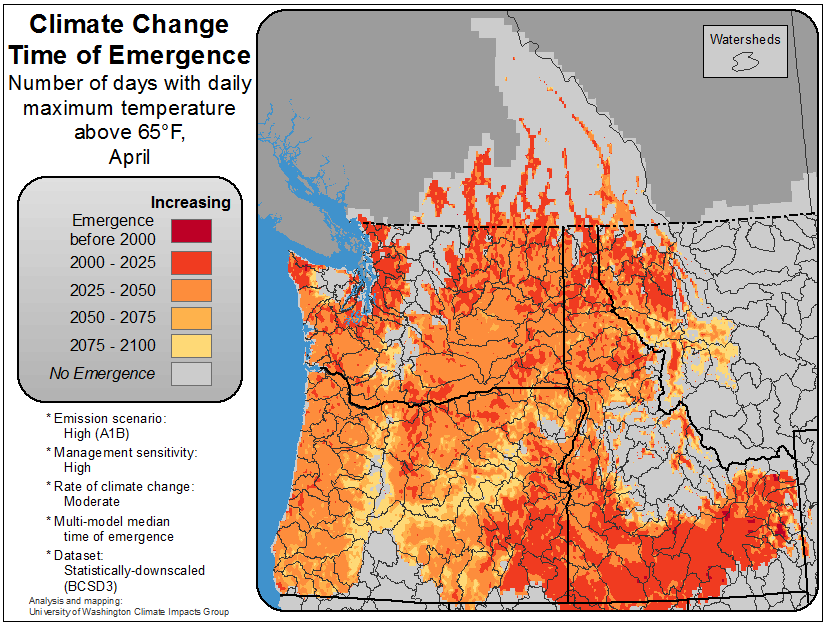 Climate Change
Time of Emergence
Number of days with daily
maximum temperature
above 65°F,
April
Increasing
Emergence
before 2000
2000 - 2025
2025 - 2050
2050 - 2075
2075 - 2100
No Emergence
* Emission scenario:
High (A1B)
* Management sensitivity:
High
* Rate of climate change:
Moderate
* Multi-model median
time of emergence
* Dataset:
Statistically-downscaled
(BCSD3)
Analysis and mapping:
University of Washington Climate Impacts Group
Watersheds